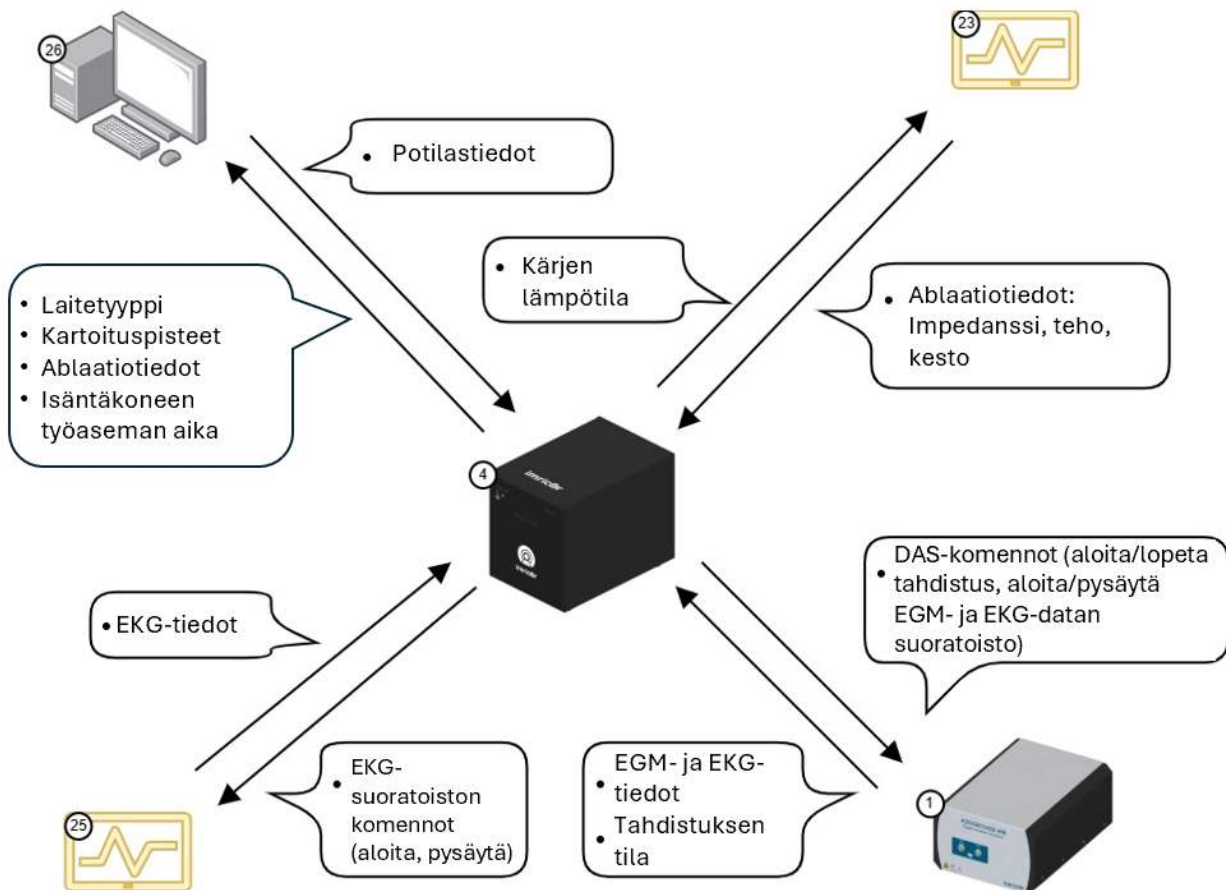 26
23
• Potilastiedot
• Kärjen
lämpötila
• Ablaatiotiedot:
Impedanssi, teho,
kesto
• Laitetyyppi
• Kartoituspisteet
• Ablaatiotiedot
• Isäntäkoneen
työaseman aika
4
imricor
imricor
• DAS-komennot (aloita/lopeta
tahdistus, aloita/pysäytä
EGM- ja EKG-datan
suoratoisto)
• EKG-tiedot
• EKG-
suoratoiston
komennot
(aloita, pysäytä)
• EGM- ja EKG-
tiedot
• Tahdistuksen
tila
25
1